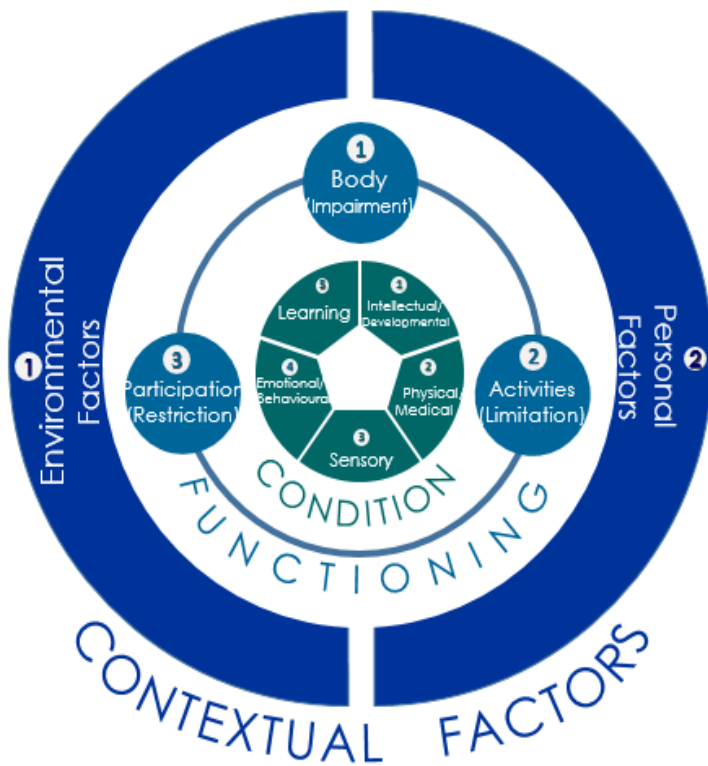 1
Body
(Impairment)
5
Learning
1
Intellectual/
Developmental
1
Environmental
Factors
Personal
Factors
2
3
Participation
(Restriction)
4
Emotional/
Behavioural
2
Physical/
Medical
2
Activities
(Limitation)
3
Sensory
CONDITION
FUNCTIONING
CONTEXTUAL FACTORS